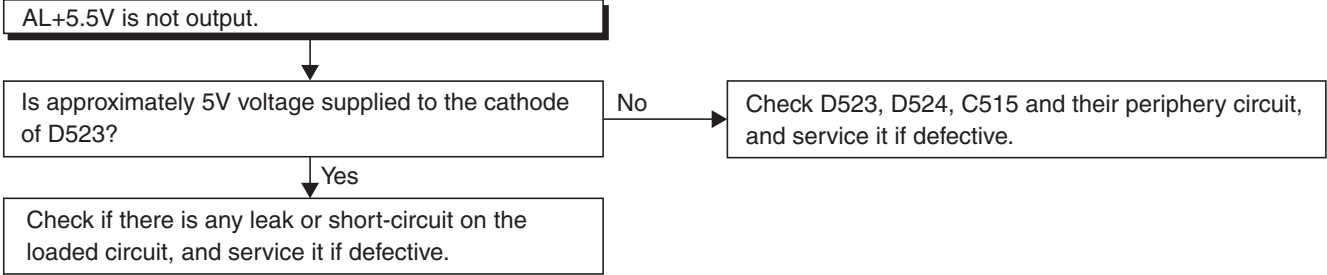 AL+5.5V is not output.
Is approximately 5V voltage supplied to the cathode
of D523?
No
Check D523, D524, C515 and their periphery circuit,
and service it if defective.
Yes
Check if there is any leak or short-circuit on the
loaded circuit, and service it if defective.